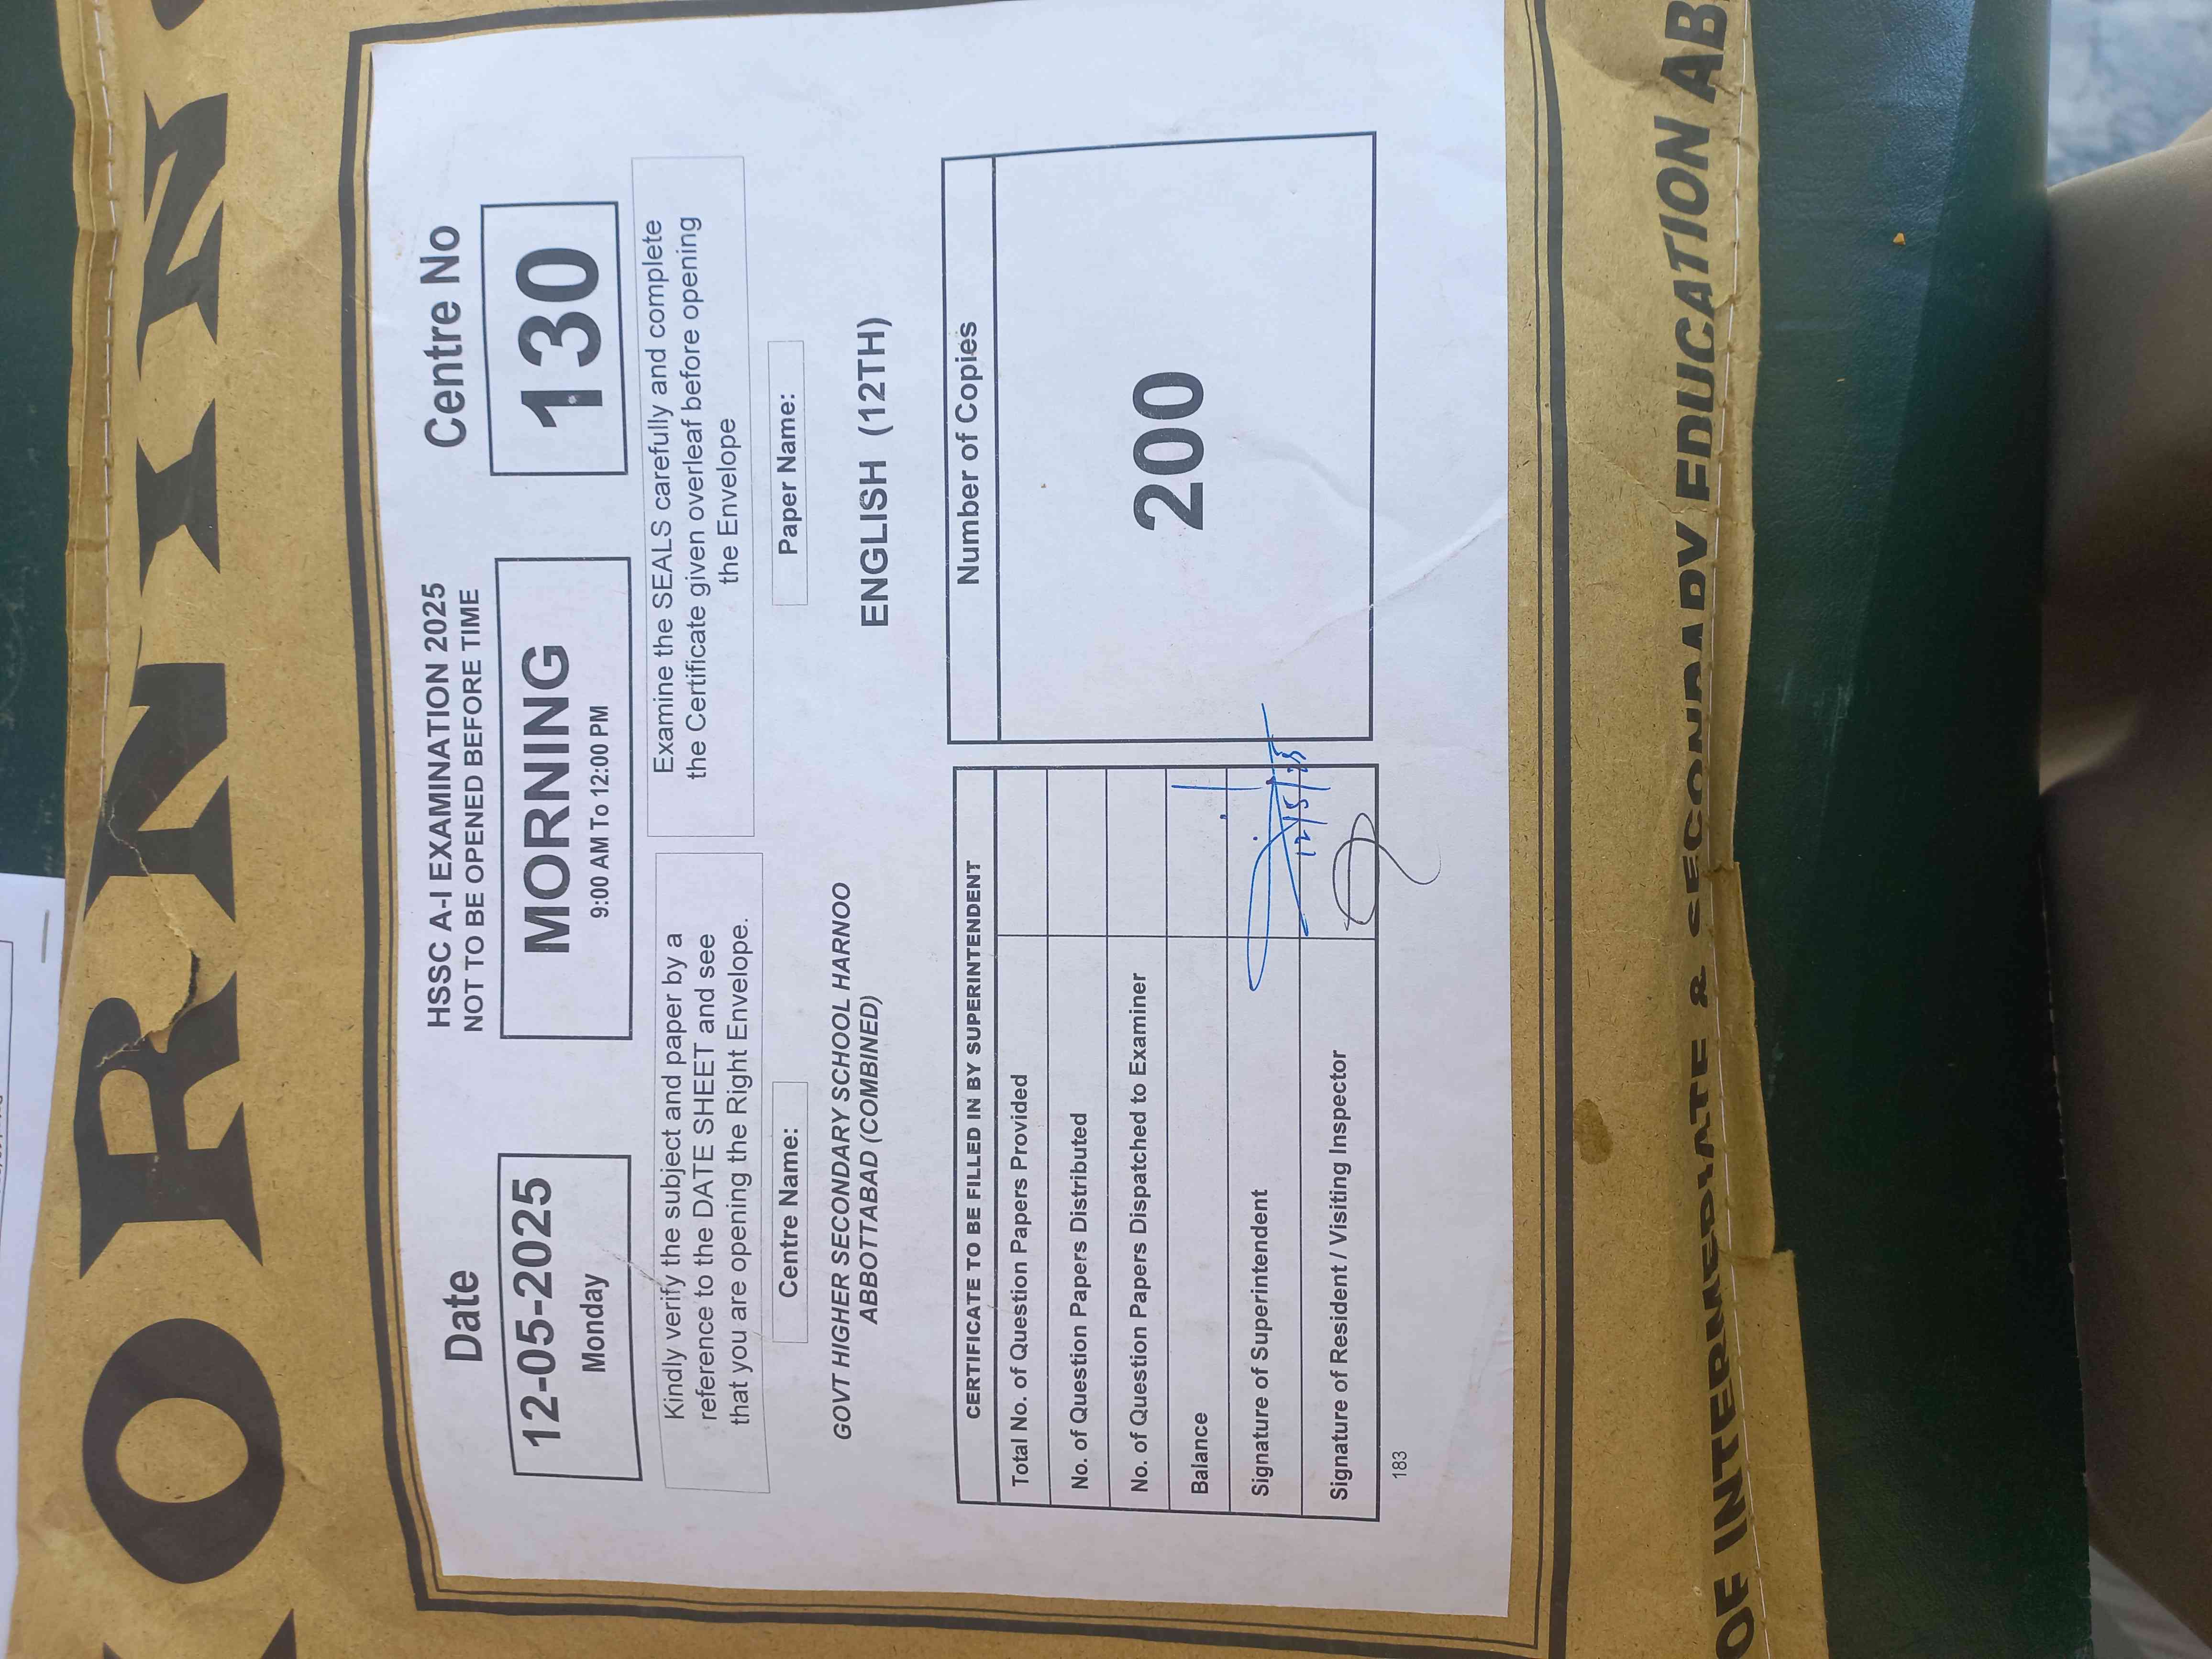 ORNIN
HSSC A-I EXAMINATION 2025
NOT TO BE OPENED BEFORE TIME
Date
12-05-2025
Monday
MORNING
9:00 AM To 12:00 PM
Centre No
130
Kindly verify the subject and paper by a
reference to the DATE SHEET and see
that you are opening the Right Envelope.
Examine the SEALS carefully and complete
the Certificate given overleaf before opening
the Envelope
Centre Name:
GOVT HIGHER SECONDARY SCHOOL HARNOO
ABBOTTABAD (COMBINED)
Paper Name:
ENGLISH (12TH)
CERTIFICATE TO BE FILLED IN BY SUPERINTENDENT
Total No. of Question Papers Provided
No. of Question Papers Distributed
No. of Question Papers Dispatched to Examiner
Balance
Signature of Superintendent
12/5/25
Signature of Resident / Visiting Inspector
Number of Copies
200
183
OF INTERMEDIATE & SECONDARY EDUCATION AB